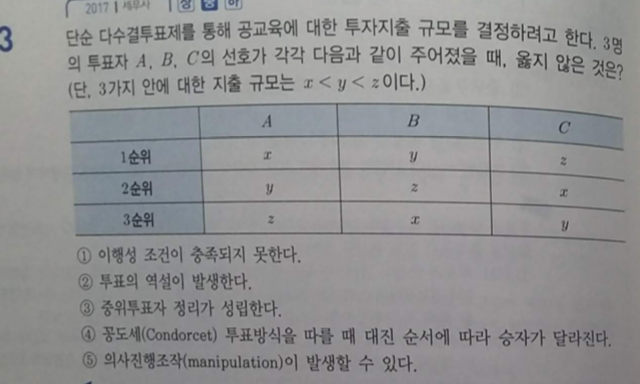 2017 | 세무사 상 중 하
3 단순 다수결투표제를 통해 공교육에 대한 투자지출 규모를 결정하려고 한다. 3명
의 투표자 A, B, C의 선호가 각각 다음과 같이 주어졌을 때, 옳지 않은 것은?
(단, 3가지 안에 대한 지출 규모는 x < y < z이다.)
A B C
1순위 x y z
2순위 y z x
3순위 z x y
① 이행성 조건이 충족되지 못한다.
② 투표의 역설이 발생한다.
③ 중위투표자 정리가 성립한다.
④ 꽁도세(Condorcet) 투표방식을 따를 때 대진 순서에 따라 승자가 달라진다.
⑤ 의사진행조작(manipulation)이 발생할 수 있다.